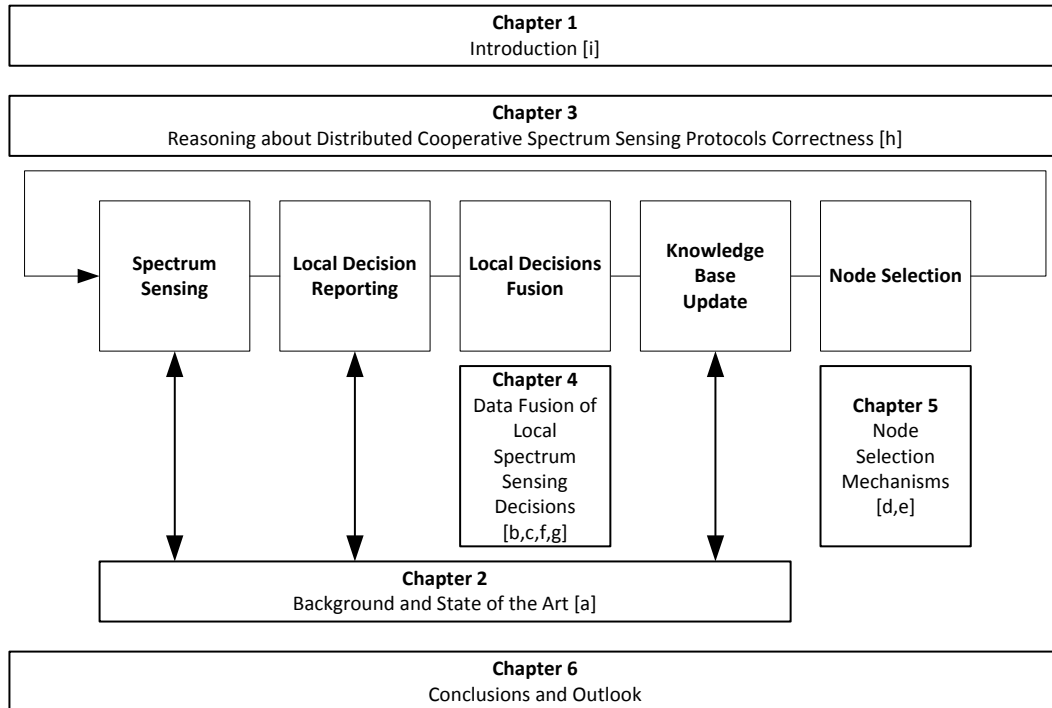 Chapter 1
Introduction [i]
Chapter 3
Reasoning about Distributed Cooperative Spectrum Sensing Protocols Correctness [h]
Spectrum
Sensing
Local Decision
Reporting
Local Decisions
Fusion
Knowledge
Base
Update
Node Selection
Chapter 4
Data Fusion of
Local
Spectrum
Sensing
Decisions
[b,c,f,g]
Chapter 5
Node
Selection
Mechanisms
[d,e]
Chapter 2
Background and State of the Art [a]
Chapter 6
Conclusions and Outlook